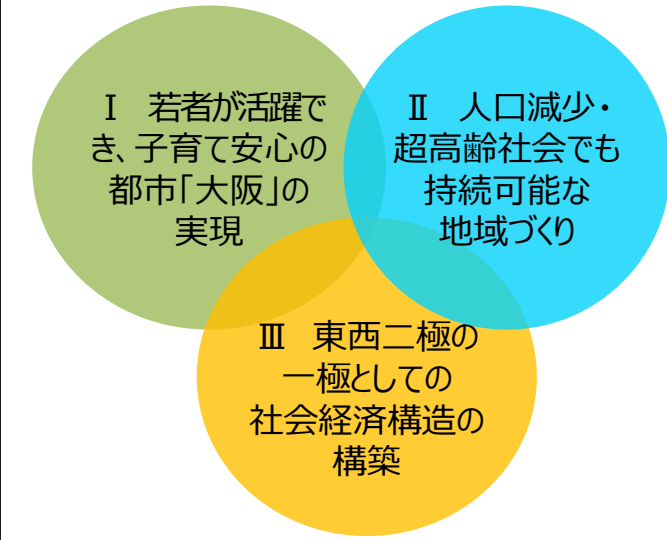 Ⅰ　若者が活躍で
き、子育て安心の
都市「大阪」の
実現
Ⅱ　人口減少・
超高齢社会でも
持続可能な
地域づくり
Ⅲ　東西二極の
一極としての
社会経済構造の
構築